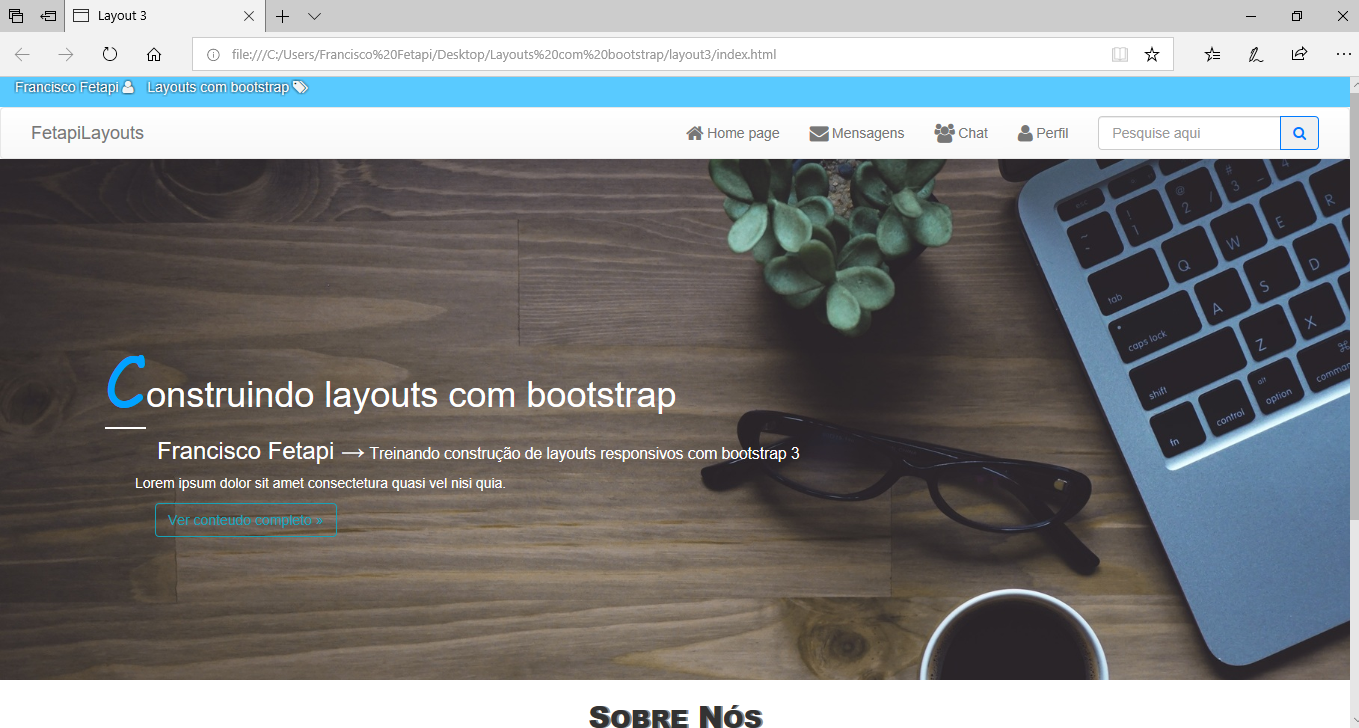 Layout 3
file:///C:/Users/Francisco%20Fetapi/Desktop/Layouts%20com%20bootstrap/layout3/index.html
Francisco Fetapi Layouts com bootstrap
FetapiLayouts Home page Mensagens Chat Perfil Pesquise aqui
Construindo layouts com bootstrap
Francisco Fetapi → Treinando construção de layouts responsivos com bootstrap 3
Lorem ipsum dolor sit amet consectetura quasi vel nisi quia.
Ver conteudo completo »
esc
~ ! 1 @ 2 # 3
tab Q W E R
caps lock A S D
shift Z X
fn control alt option ⌘ command
Sobre Nós